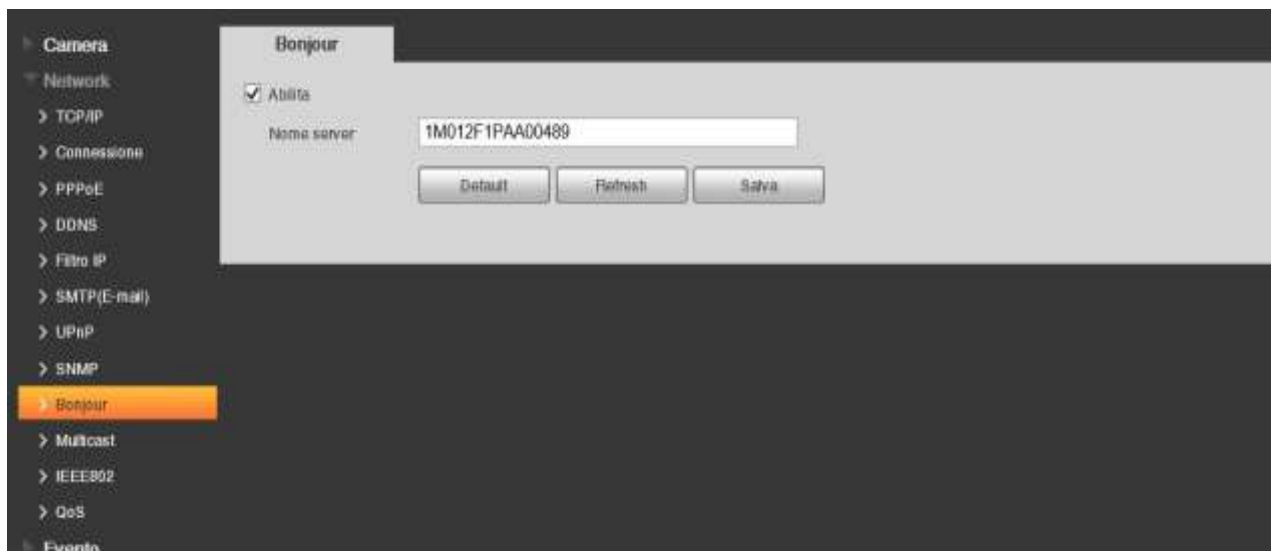 Camera
Network
TCP/IP
Connessione
PPPoE
DDNS
Filtro IP
SMTP(E-mail)
UPnP
SNMP
Bonjour
Multicast
IEEE802
QoS
Evento
Bonjour
Abilita
Nome server 1M012F1PAA00489
Default Refresh Salva